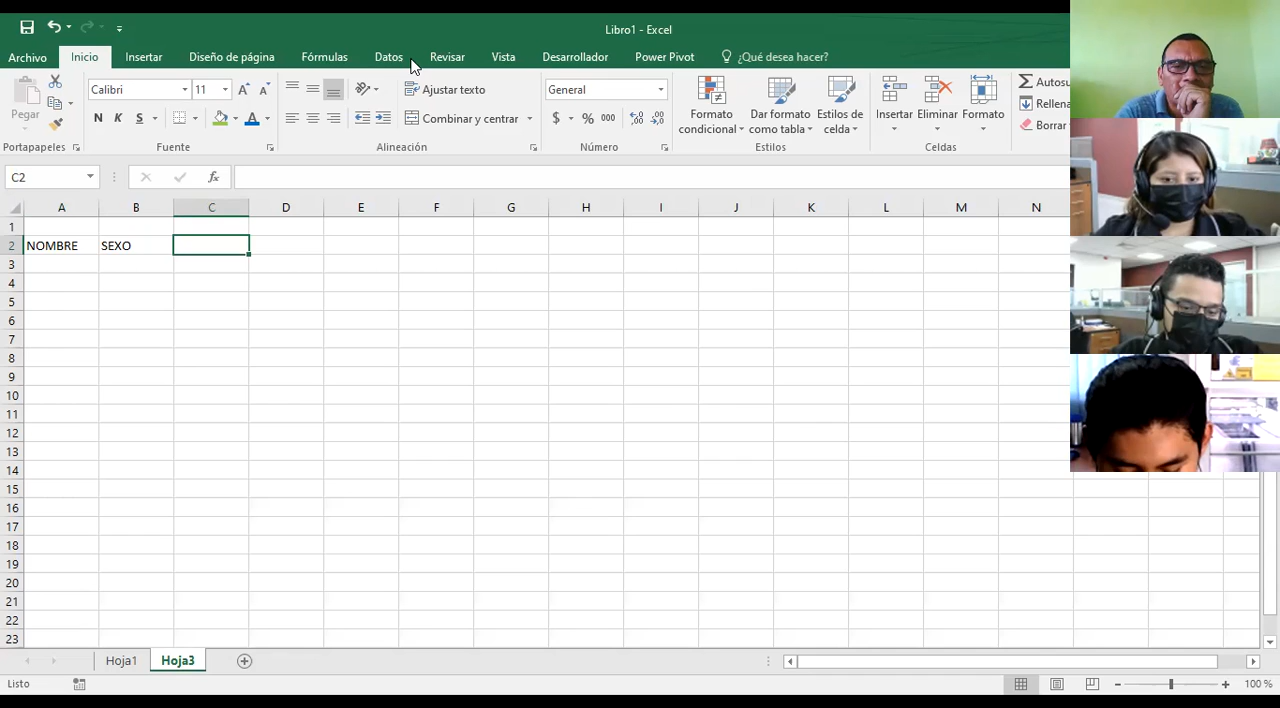 Libro1 - Excel
Archivo Inicio Insertar Diseño de página Fórmulas Datos Revisar Vista Desarrollador Power Pivot ¿Qué desea hacer?
Pegar
Calibri 11
N K S
Ajustar texto
Combinar y centrar
General
$ % 000
Formato condicional
Dar formato como tabla
Estilos de celda
Insertar Eliminar Formato
Autosu
Rellena
Borrar
Portapapeles Fuente Alineación Número Estilos Celdas
C2 fx
A B C D E F G H I J K L M N
1
2 NOMBRE SEXO
3
4
5
6
7
8
9
10
11
12
13
14
15
16
17
18
19
20
21
22
23
Hoja1 Hoja3
Listo 100 %